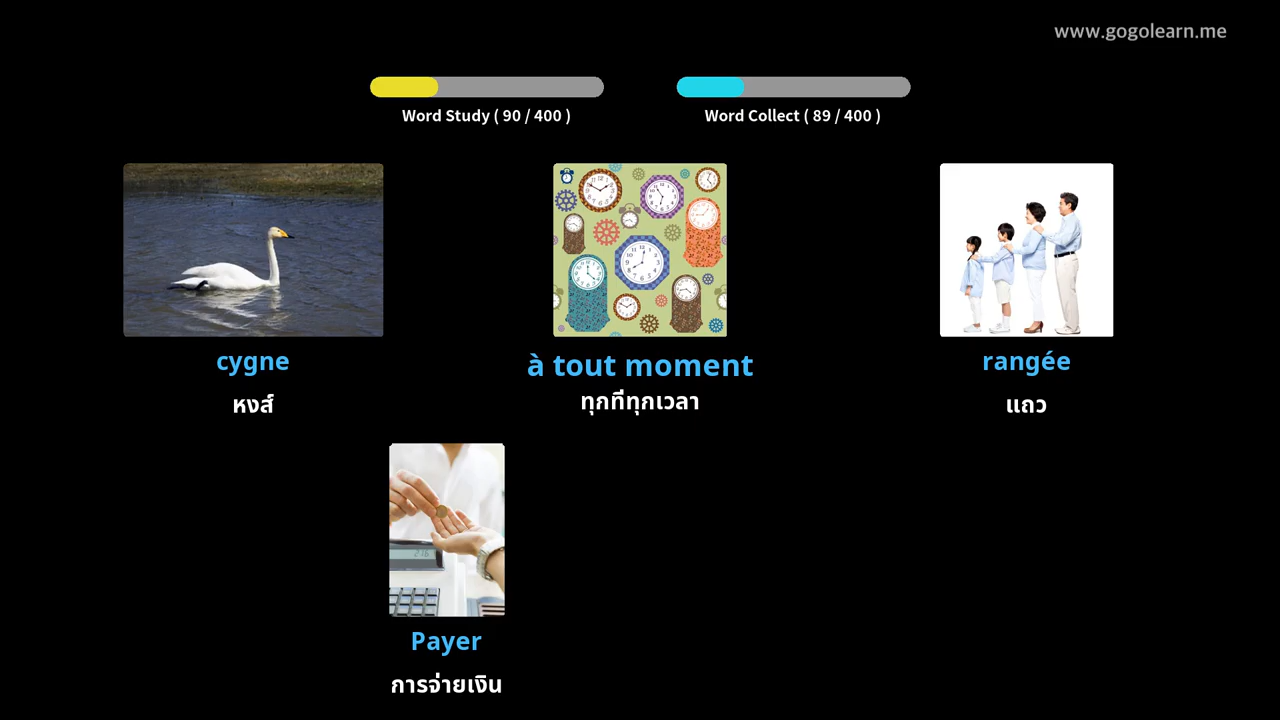 www.gogolearn.me
Word Study ( 90 / 400 )
Word Collect ( 89 / 400 )
cygne
à tout moment
rangée
หงส์
ทุกที่ทุกเวลา
แถว
Payer
การจ่ายเงิน